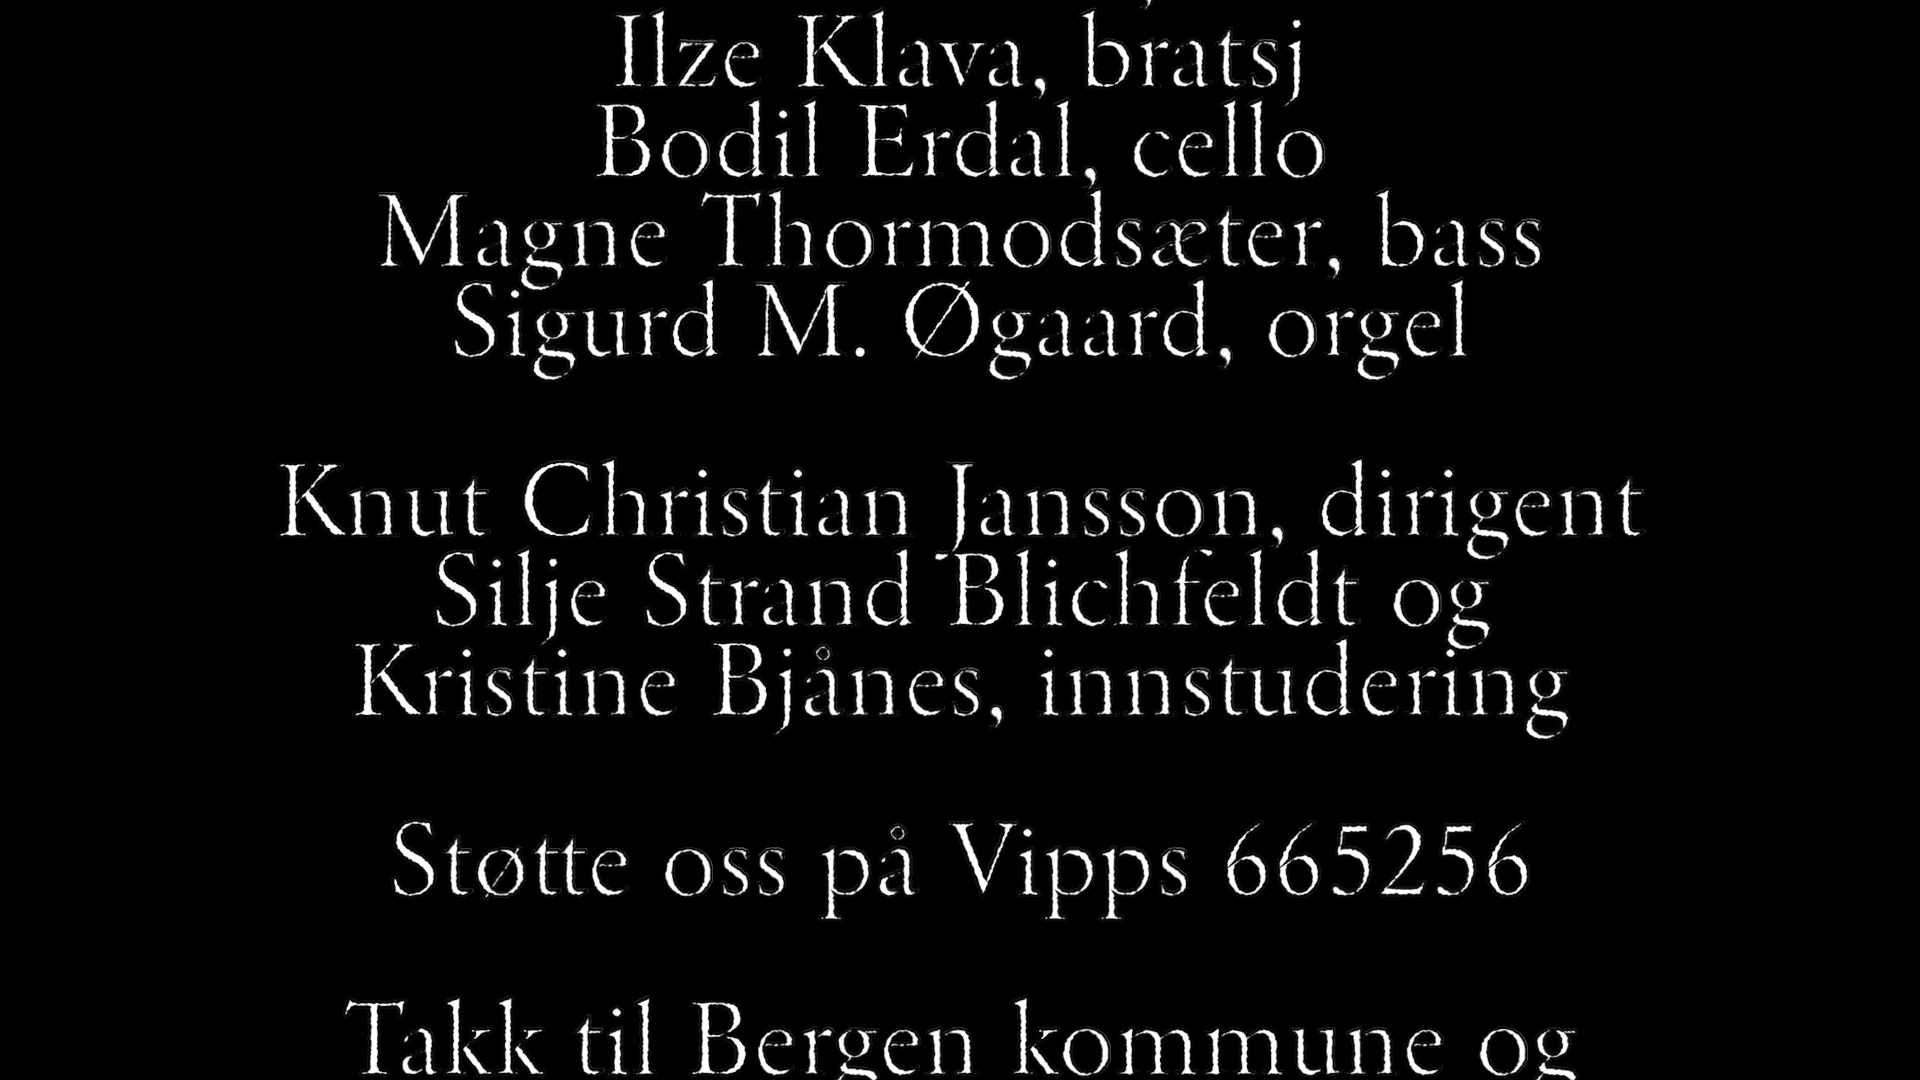 Ilze Klava, bratsj
Bodil Erdal, cello
Magne Thormodsæter, bass
Sigurd M. Øgaard, orgel
Knut Christian Jansson, dirigent
Silje Strand Blichfeldt og
Kristine Bjånes, innstudering
Støtte oss på Vipps 665256
Takk til Bergen kommune og